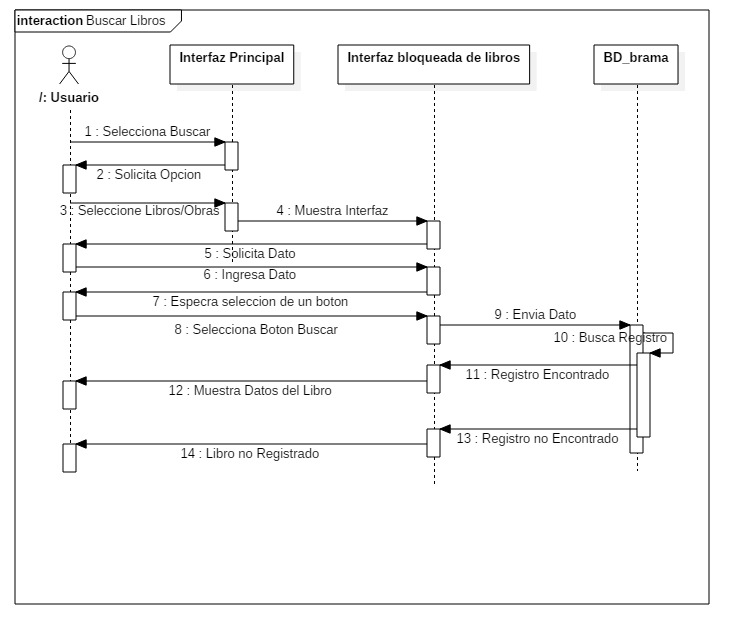 interaction Buscar Libros
Interfaz Principal
Interfaz bloqueada de libros
BD_brama
/: Usuario
1 : Selecciona Buscar
2 : Solicita Opcion
3 : Seleccione Libros/Obras
4 : Muestra Interfaz
5 : Solicita Dato
6 : Ingresa Dato
7 : Especra seleccion de un boton
8 : Selecciona Boton Buscar
9 : Envia Dato
10 : Busca Registro
11 : Registro Encontrado
12 : Muestra Datos del Libro
13 : Registro no Encontrado
14 : Libro no Registrado